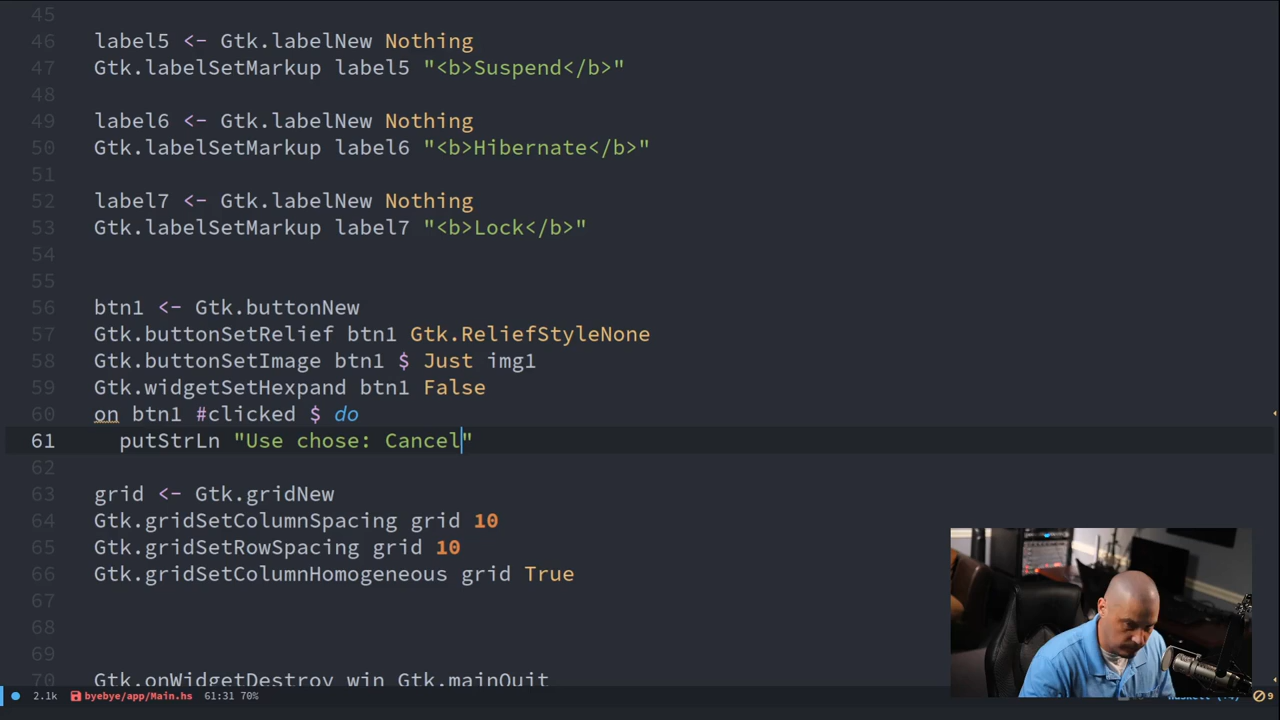 45
46 label5 <- Gtk.labelNew Nothing
47 Gtk.labelSetMarkup label5 "<b>Suspend</b>"
48
49 label6 <- Gtk.labelNew Nothing
50 Gtk.labelSetMarkup label6 "<b>Hibernate</b>"
51
52 label7 <- Gtk.labelNew Nothing
53 Gtk.labelSetMarkup label7 "<b>Lock</b>"
54
55
56 btn1 <- Gtk.buttonNew
57 Gtk.buttonSetRelief btn1 Gtk.ReliefStyleNone
58 Gtk.buttonSetImage btn1 $ Just img1
59 Gtk.widgetSetHexpand btn1 False
60 on btn1 #clicked $ do
61 putStrLn "Use chose: Cancel"
62
63 grid <- Gtk.gridNew
64 Gtk.gridSetColumnSpacing grid 10
65 Gtk.gridSetRowSpacing grid 10
66 Gtk.gridSetColumnHomogeneous grid True
67
68
69
70 Gtk.onWidgetDestroy win Gtk.mainQuit
2.1k byebye/app/Main.hs 61:31 70% 9